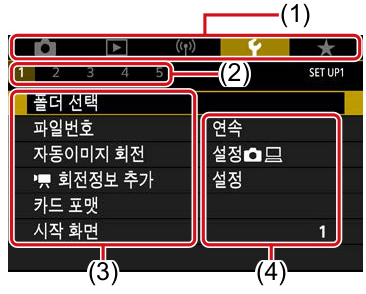 (1)
1 2 3 4 5
(2)
SET UP1
폴더 선택
파일번호 연속
자동이미지 회전 설정
회전정보 추가 설정
카드 포맷
시작 화면 1
(3) (4)